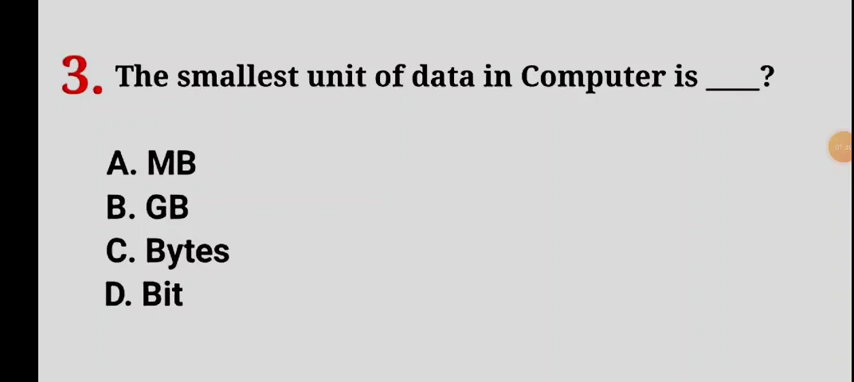 3. The smallest unit of data in Computer is ____?
A. MB
B. GB
C. Bytes
D. Bit